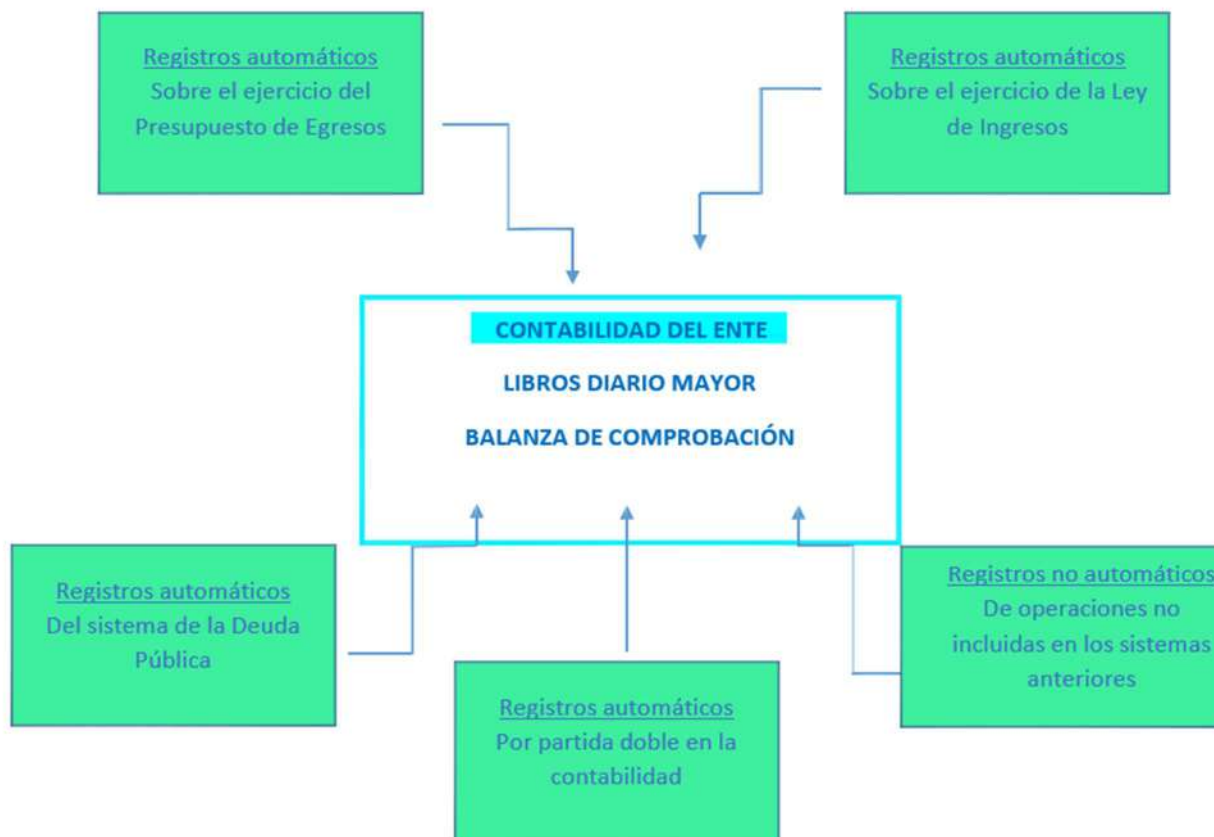 Registros automáticos
Sobre el ejercicio del
Presupuesto de Egresos
Registros automáticos
Sobre el ejercicio de la Ley
de Ingresos
CONTABILIDAD DEL ENTE
LIBROS DIARIO MAYOR
BALANZA DE COMPROBACIÓN
Registros automáticos
Del sistema de la Deuda
Pública
Registros automáticos
Por partida doble en la
contabilidad
Registros no automáticos
De operaciones no
incluidas en los sistemas
anteriores